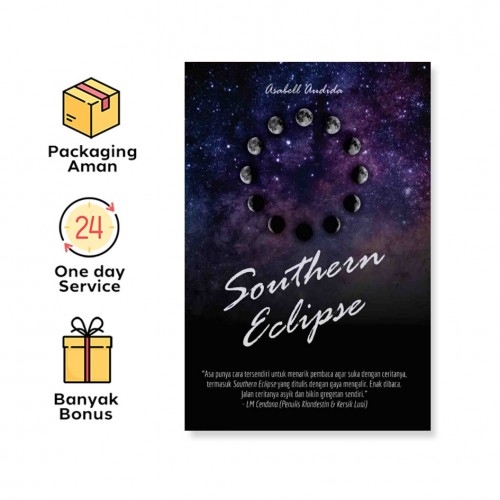 Packaging
Aman
24
One day
Service
Banyak
Bonus
Asabell Audida
Southern
Eclipse
"Asa punya cara tersendiri untuk menarik pembaca agar suka dengan ceritanya,
termasuk Southern Eclipse yang ditulis dengan gaya mengalir. Enak dibaca.
Jalan ceritanya asyik dan bikin gregetan sendiri."
- LM Cendana (Penulis Klandestin & Kersik Luai)